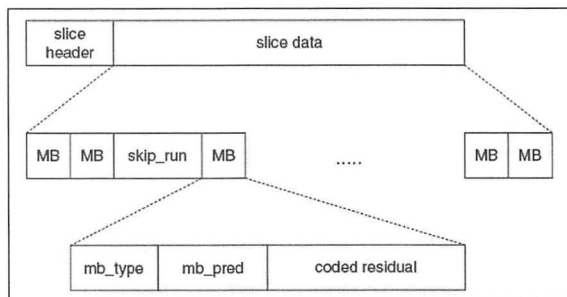 slice
header
slice data
MB MB skip_run MB ..... MB MB
mb_type mb_pred coded residual